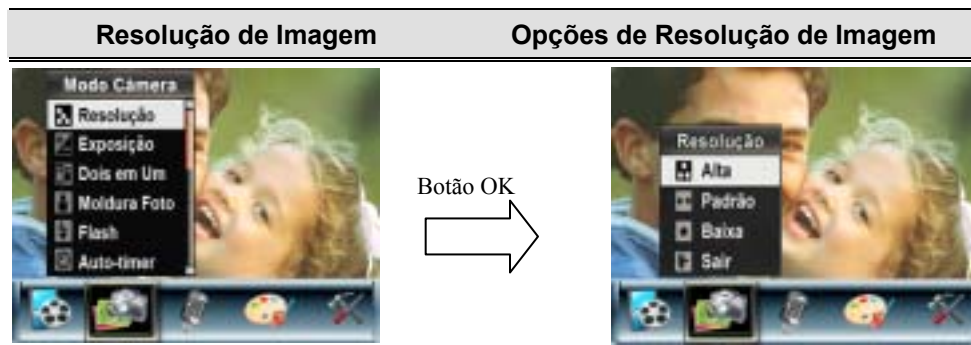 Resolução de Imagem
Opções de Resolução de Imagem
Modo Câmera
Resolução
Exposição
Dois em Um
Moldura Foto
Flash
Auto-timer
Botão OK
Resolução
Alta
Padrão
Baixa
Sair